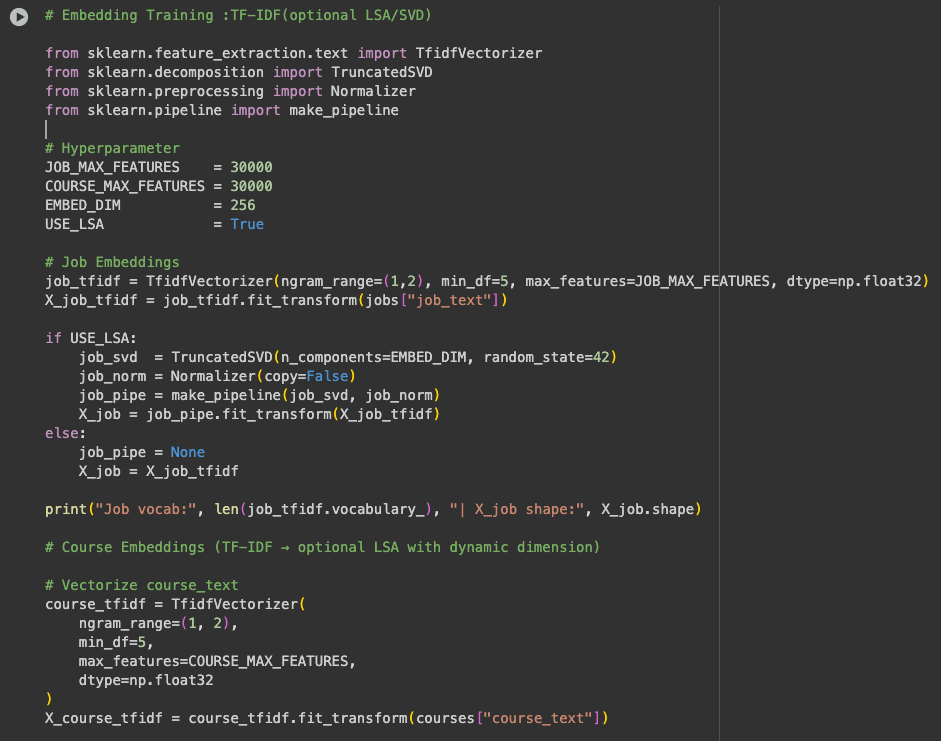 # Embedding Training :TF-IDF(optional LSA/SVD)
from sklearn.feature_extraction.text import TfidfVectorizer
from sklearn.decomposition import TruncatedSVD
from sklearn.preprocessing import Normalizer
from sklearn.pipeline import make_pipeline
# Hyperparameter
JOB_MAX_FEATURES    = 30000
COURSE_MAX_FEATURES = 30000
EMBED_DIM           = 256
USE_LSA             = True
# Job Embeddings
job_tfidf = TfidfVectorizer(ngram_range=(1,2), min_df=5, max_features=JOB_MAX_FEATURES, dtype=np.float32)
X_job_tfidf = job_tfidf.fit_transform(jobs["job_text"])
if USE_LSA:
    job_svd  = TruncatedSVD(n_components=EMBED_DIM, random_state=42)
    job_norm = Normalizer(copy=False)
    job_pipe = make_pipeline(job_svd, job_norm)
    X_job = job_pipe.fit_transform(X_job_tfidf)
else:
    job_pipe = None
    X_job = X_job_tfidf
print("Job vocab:", len(job_tfidf.vocabulary_), "| X_job shape:", X_job.shape)
# Course Embeddings (TF-IDF → optional LSA with dynamic dimension)
# Vectorize course_text
course_tfidf = TfidfVectorizer(
    ngram_range=(1, 2),
    min_df=5,
    max_features=COURSE_MAX_FEATURES,
    dtype=np.float32
)
X_course_tfidf = course_tfidf.fit_transform(courses["course_text"])